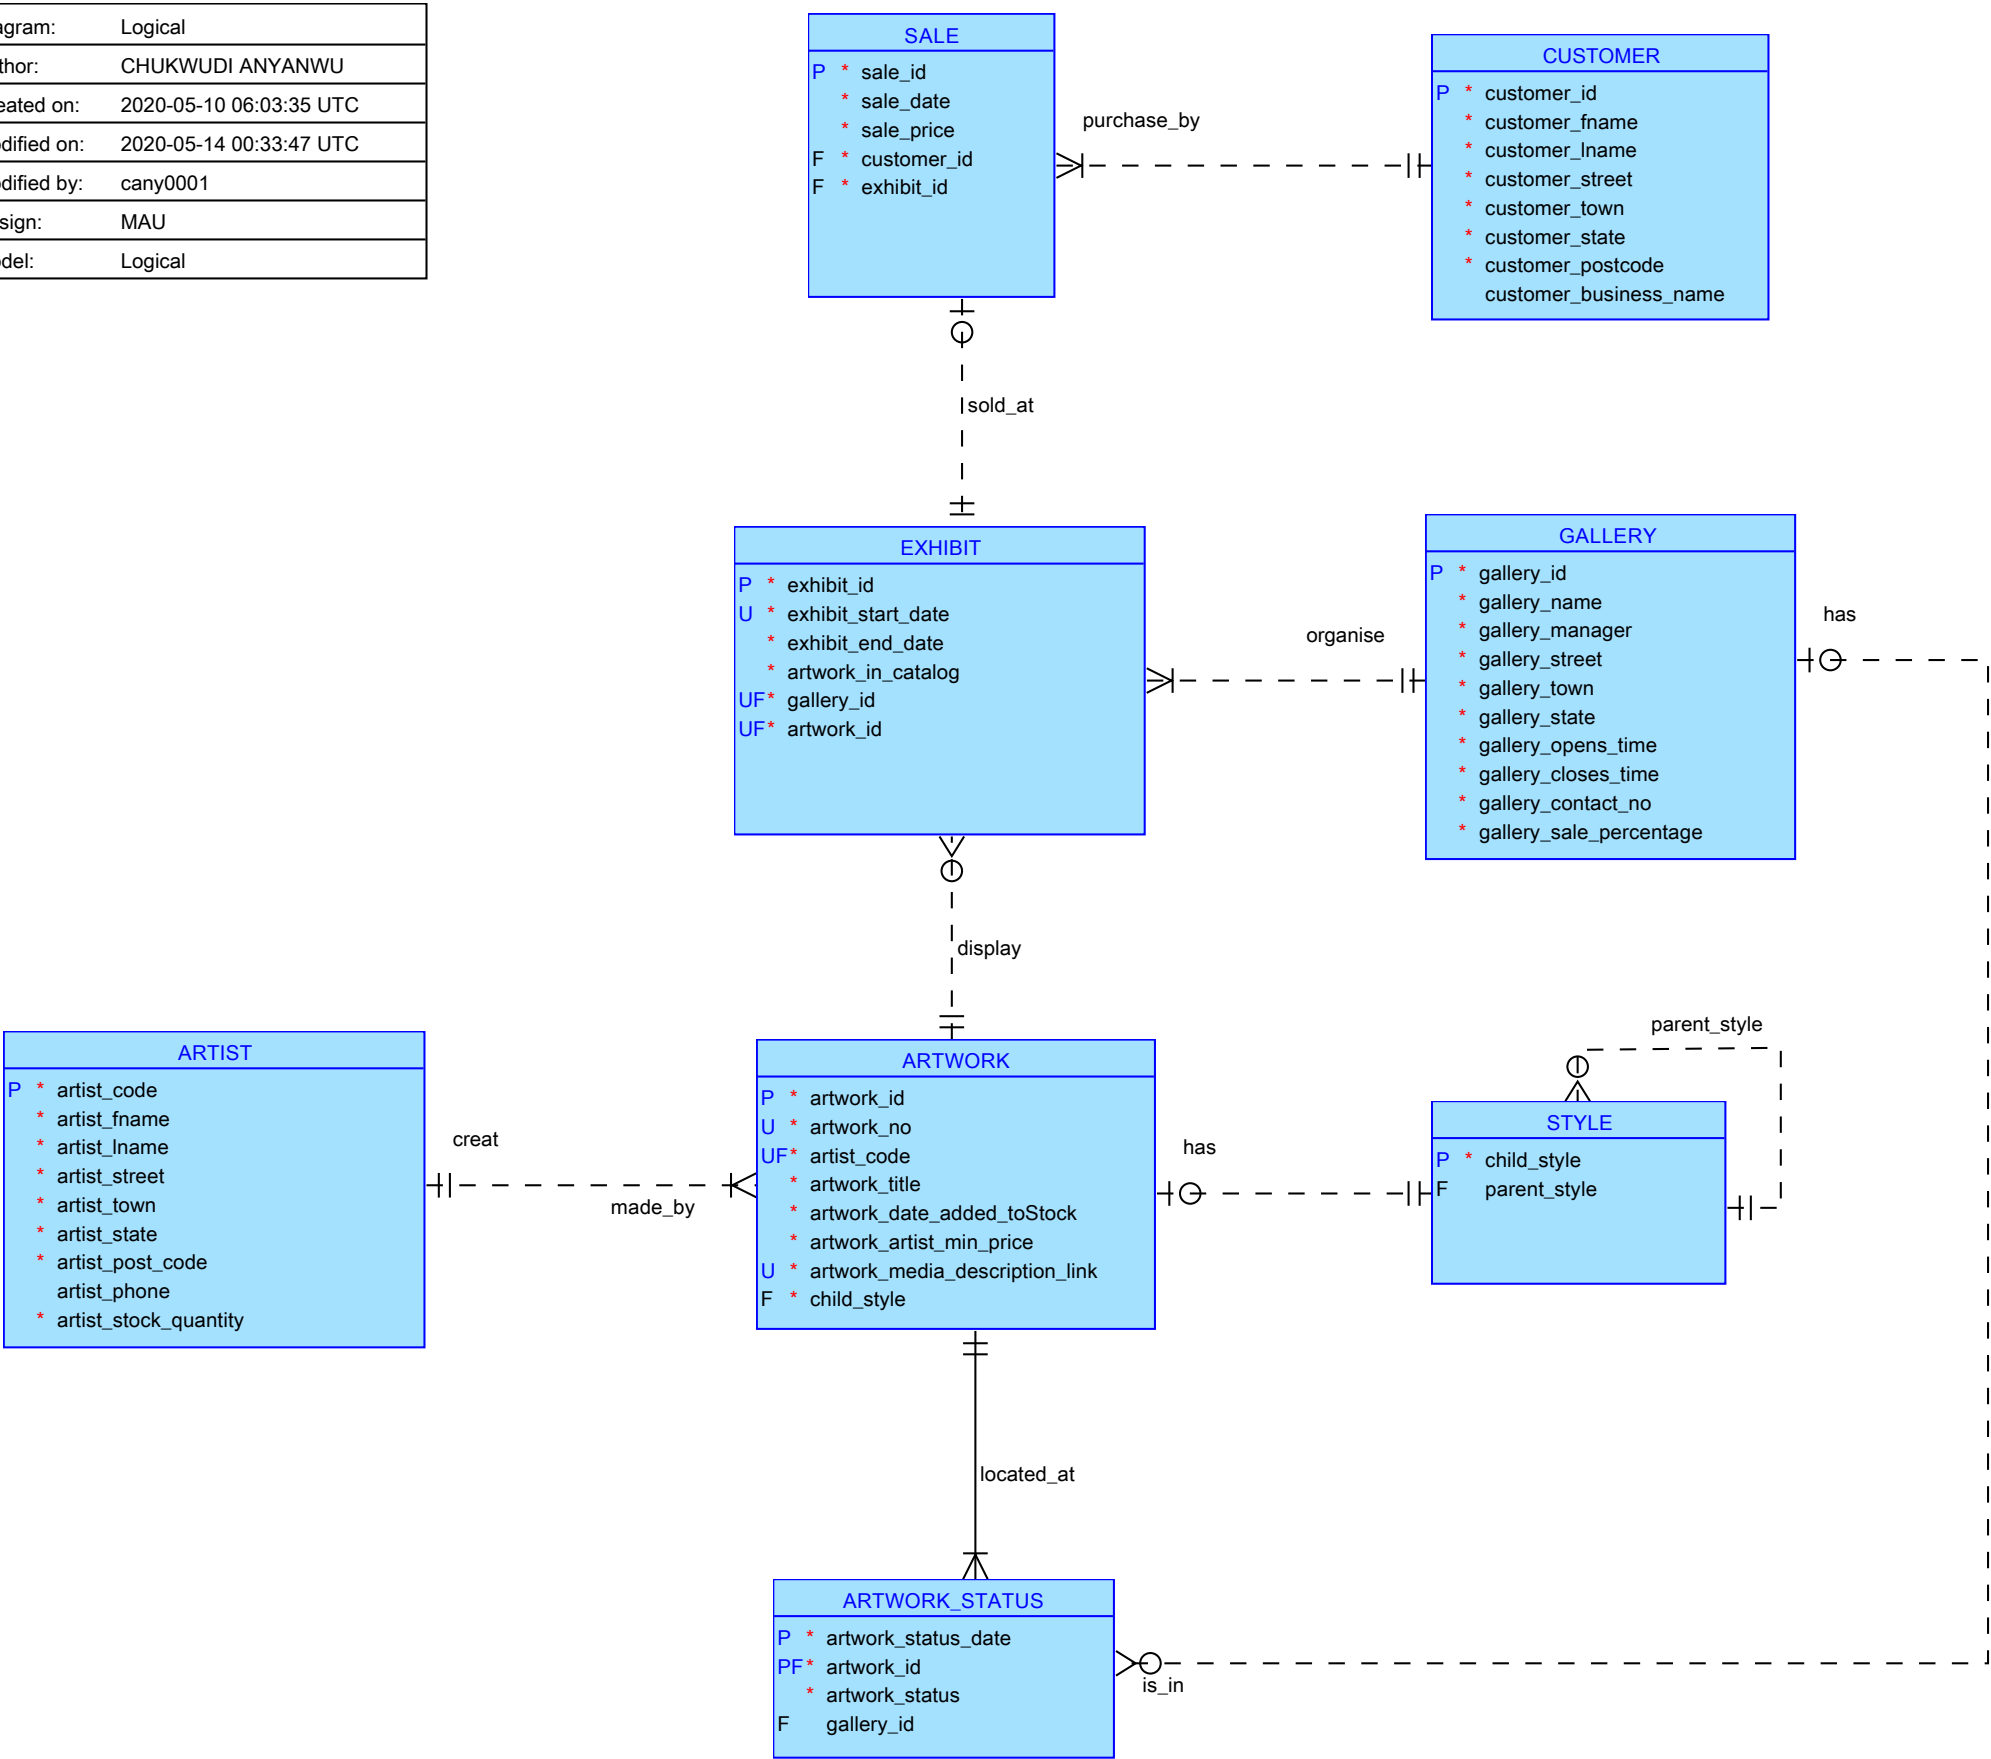 agram: Logical
thor: CHUKWUDI ANYANWU
eated on: 2020-05-10 06:03:35 UTC
odified on: 2020-05-14 00:33:47 UTC
odified by: cany0001
sign: MAU
odel: Logical
SALE
P * sale_id
* sale_date
* sale_price
F * customer_id
F * exhibit_id
purchase_by
CUSTOMER
P * customer_id
* customer_fname
* customer_lname
* customer_street
* customer_town
* customer_state
* customer_postcode
customer_business_name
sold_at
EXHIBIT
P * exhibit_id
U * exhibit_start_date
* exhibit_end_date
* artwork_in_catalog
UF* gallery_id
UF* artwork_id
organise
GALLERY
P * gallery_id
* gallery_name
* gallery_manager
* gallery_street
* gallery_town
* gallery_state
* gallery_opens_time
* gallery_closes_time
* gallery_contact_no
* gallery_sale_percentage
has
display
ARTIST
P * artist_code
* artist_fname
* artist_lname
* artist_street
* artist_town
* artist_state
* artist_post_code
artist_phone
* artist_stock_quantity
creat
made_by
ARTWORK
P * artwork_id
U * artwork_no
UF* artist_code
* artwork_title
* artwork_date_added_toStock
* artwork_artist_min_price
U * artwork_media_description_link
F * child_style
has
parent_style
STYLE
P * child_style
F parent_style
located_at
ARTWORK_STATUS
P * artwork_status_date
PF* artwork_id
* artwork_status
F gallery_id
is_in